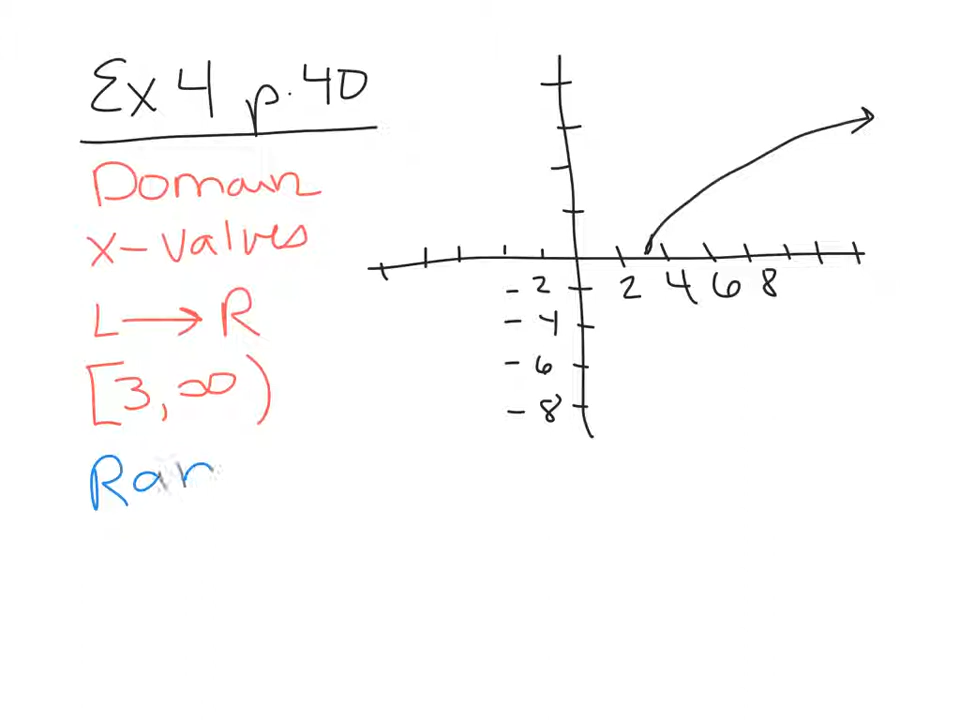 Ex 4 p. 40
Domain
x-values
L → R
[3, ∞)
Ran
-2 2 4 6 8
-4
-6
-8